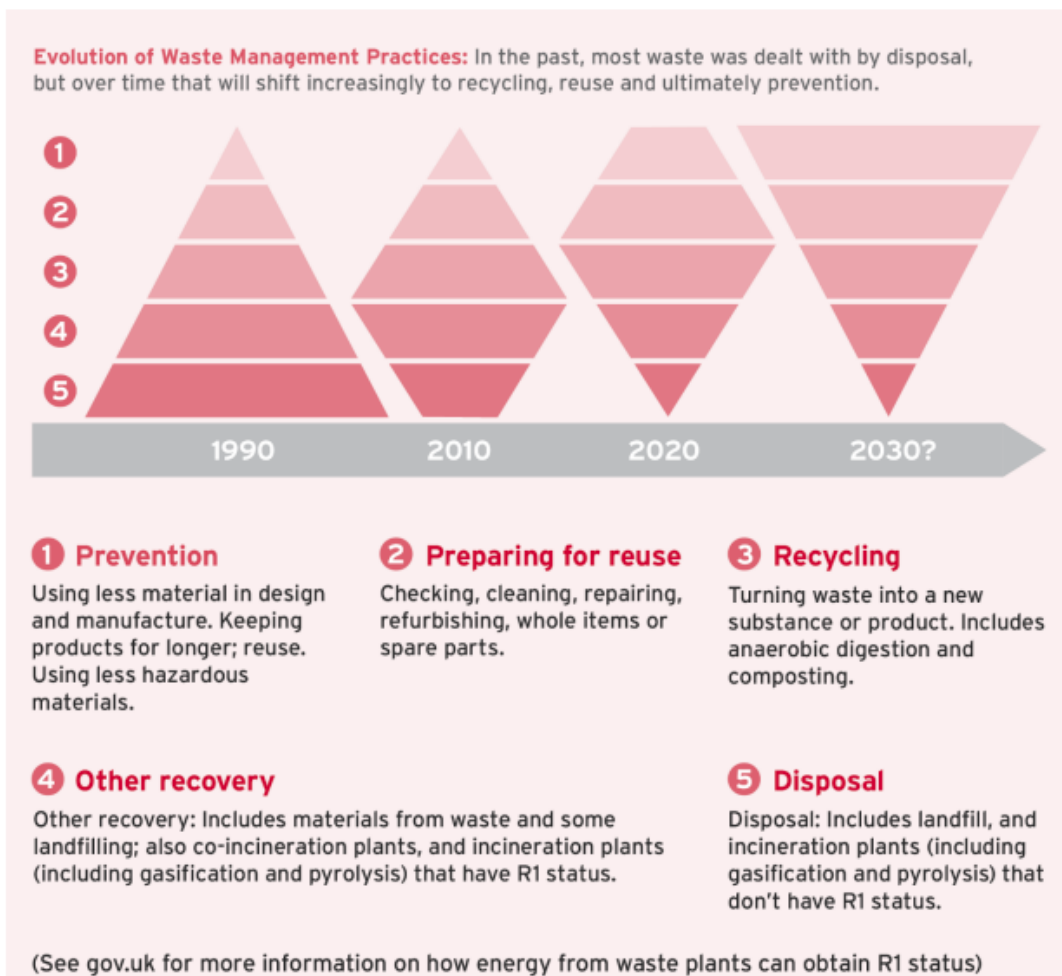 Evolution of Waste Management Practices: In the past, most waste was dealt with by disposal,
but over time that will shift increasingly to recycling, reuse and ultimately prevention.
1
2
3
4
5
1990 2010 2020 2030?
1 Prevention
Using less material in design
and manufacture. Keeping
products for longer; reuse.
Using less hazardous
materials.
2 Preparing for reuse
Checking, cleaning, repairing,
refurbishing, whole items or
spare parts.
3 Recycling
Turning waste into a new
substance or product. Includes
anaerobic digestion and
composting.
4 Other recovery
Other recovery: Includes materials from waste and some
landfilling; also co-incineration plants, and incineration plants
(including gasification and pyrolysis) that have R1 status.
5 Disposal
Disposal: Includes landfill, and
incineration plants (including
gasification and pyrolysis) that
don't have R1 status.
(See gov.uk for more information on how energy from waste plants can obtain R1 status)